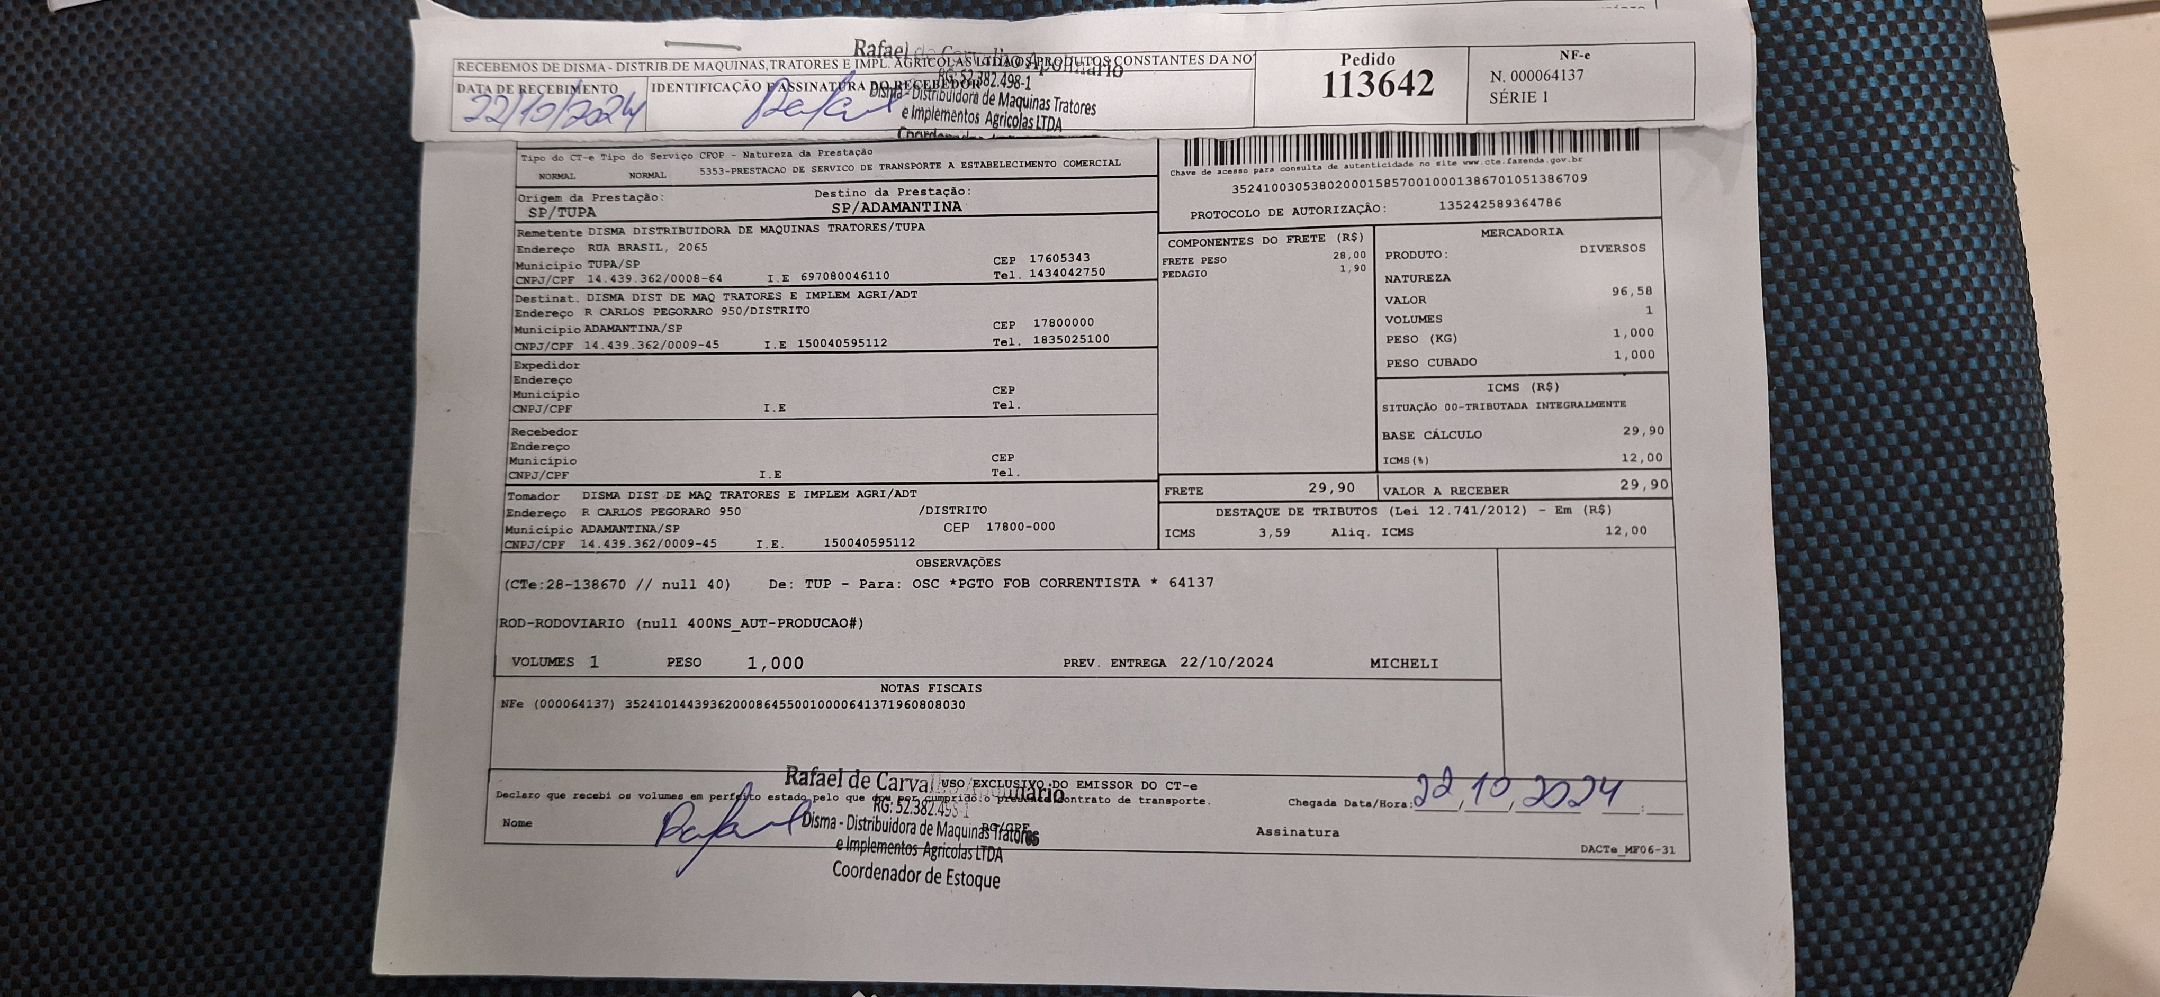 Rafael de Carvalho Apolinário
RECEBEMOS DE DISMA - DISTRIB DE MAQUINAS,TRATORES E IMPL. AGRICOLAS LTDA OS PRODUTOS CONSTANTES DA NO
RG: 52.382.498-1
DATA DE RECEBIMENTO
IDENTIFICAÇÃO E ASSINATURA DO RECEBEDOR
22/10/2024
Rafael
Disma - Distribuidora de Maquinas Tratores
e Implementos Agricolas LTDA
Pedido
113642
NF-e
N. 000064137
SÉRIE 1
Tipo do CT-e Tipo do Serviço CFOP - Natureza da Prestação
NORMAL NORMAL 5353-PRESTACAO DE SERVICO DE TRANSPORTE A ESTABELECIMENTO COMERCIAL
Origem da Prestação: Destino da Prestação:
SP/TUPA SP/ADAMANTINA
Chave de acesso para consulta de autenticidade no site www.cte.fazenda.gov.br
35241003053802000158570010001386701051386709
PROTOCOLO DE AUTORIZAÇÃO: 135242589364786
Remetente DISMA DISTRIBUIDORA DE MAQUINAS TRATORES/TUPA
Endereço RUA BRASIL, 2065
Município TUPA/SP CEP 17605343
CNPJ/CPF 14.439.362/0008-64 I.E 697080046110 Tel. 1434042750
Destinat. DISMA DIST DE MAQ TRATORES E IMPLEM AGRI/ADT
Endereço R CARLOS PEGORARO 950/DISTRITO
Município ADAMANTINA/SP CEP 17800000
CNPJ/CPF 14.439.362/0009-45 I.E 150040595112 Tel. 1835025100
Expedidor
Endereço
Município CEP
CNPJ/CPF I.E Tel.
Recebedor
Endereço
Município CEP
CNPJ/CPF I.E Tel.
Tomador DISMA DIST DE MAQ TRATORES E IMPLEM AGRI/ADT
Endereço R CARLOS PEGORARO 950 /DISTRITO
Município ADAMANTINA/SP CEP 17800-000
CNPJ/CPF 14.439.362/0009-45 I.E. 150040595112
COMPONENTES DO FRETE (R$)
FRETE PESO 28,00
PEDAGIO 1,90
MERCADORIA
PRODUTO: DIVERSOS
NATUREZA
VALOR 96,58
VOLUMES 1
PESO (KG) 1,000
PESO CUBADO 1,000
ICMS (R$)
SITUAÇÃO 00-TRIBUTADA INTEGRALMENTE
BASE CÁLCULO 29,90
ICMS(%) 12,00
FRETE 29,90 VALOR A RECEBER 29,90
DESTAQUE DE TRIBUTOS (Lei 12.741/2012) - Em (R$)
ICMS 3,59 Aliq. ICMS 12,00
OBSERVAÇÕES
(CTe:28-138670 // null 40) De: TUP - Para: OSC *PGTO FOB CORRENTISTA * 64137
ROD-RODOVIARIO (null 400NS_AUT-PRODUCAO#)
VOLUMES 1 PESO 1,000 PREV. ENTREGA 22/10/2024 MICHELI
NOTAS FISCAIS
NFe (000064137) 35241014439362000864550010000641371960808030
USO EXCLUSIVO DO EMISSOR DO CT-e
Declaro que recebi os volumes em perfeito estado pelo que dou por cumprido o presente contrato de transporte.
Chegada Data/Hora: 22, 10, 2024 :
Nome Rafael RG/CPF Assinatura
Rafael de Carvalho Apolinário
RG: 52.382.498-1
Disma - Distribuidora de Maquinas Tratores
e Implementos Agricolas LTDA
Coordenador de Estoque
DACTe_MF06-31